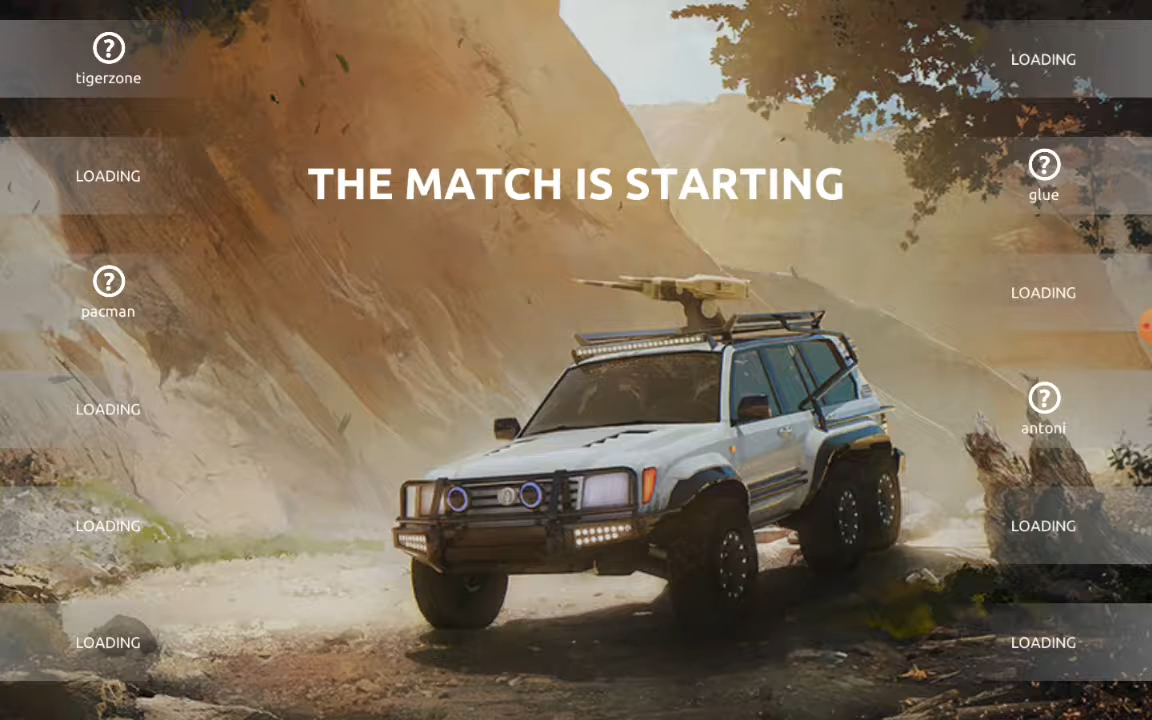 tigerzone
LOADING
LOADING
glue
THE MATCH IS STARTING
pacman
LOADING
LOADING
antoni
LOADING
LOADING
LOADING
LOADING